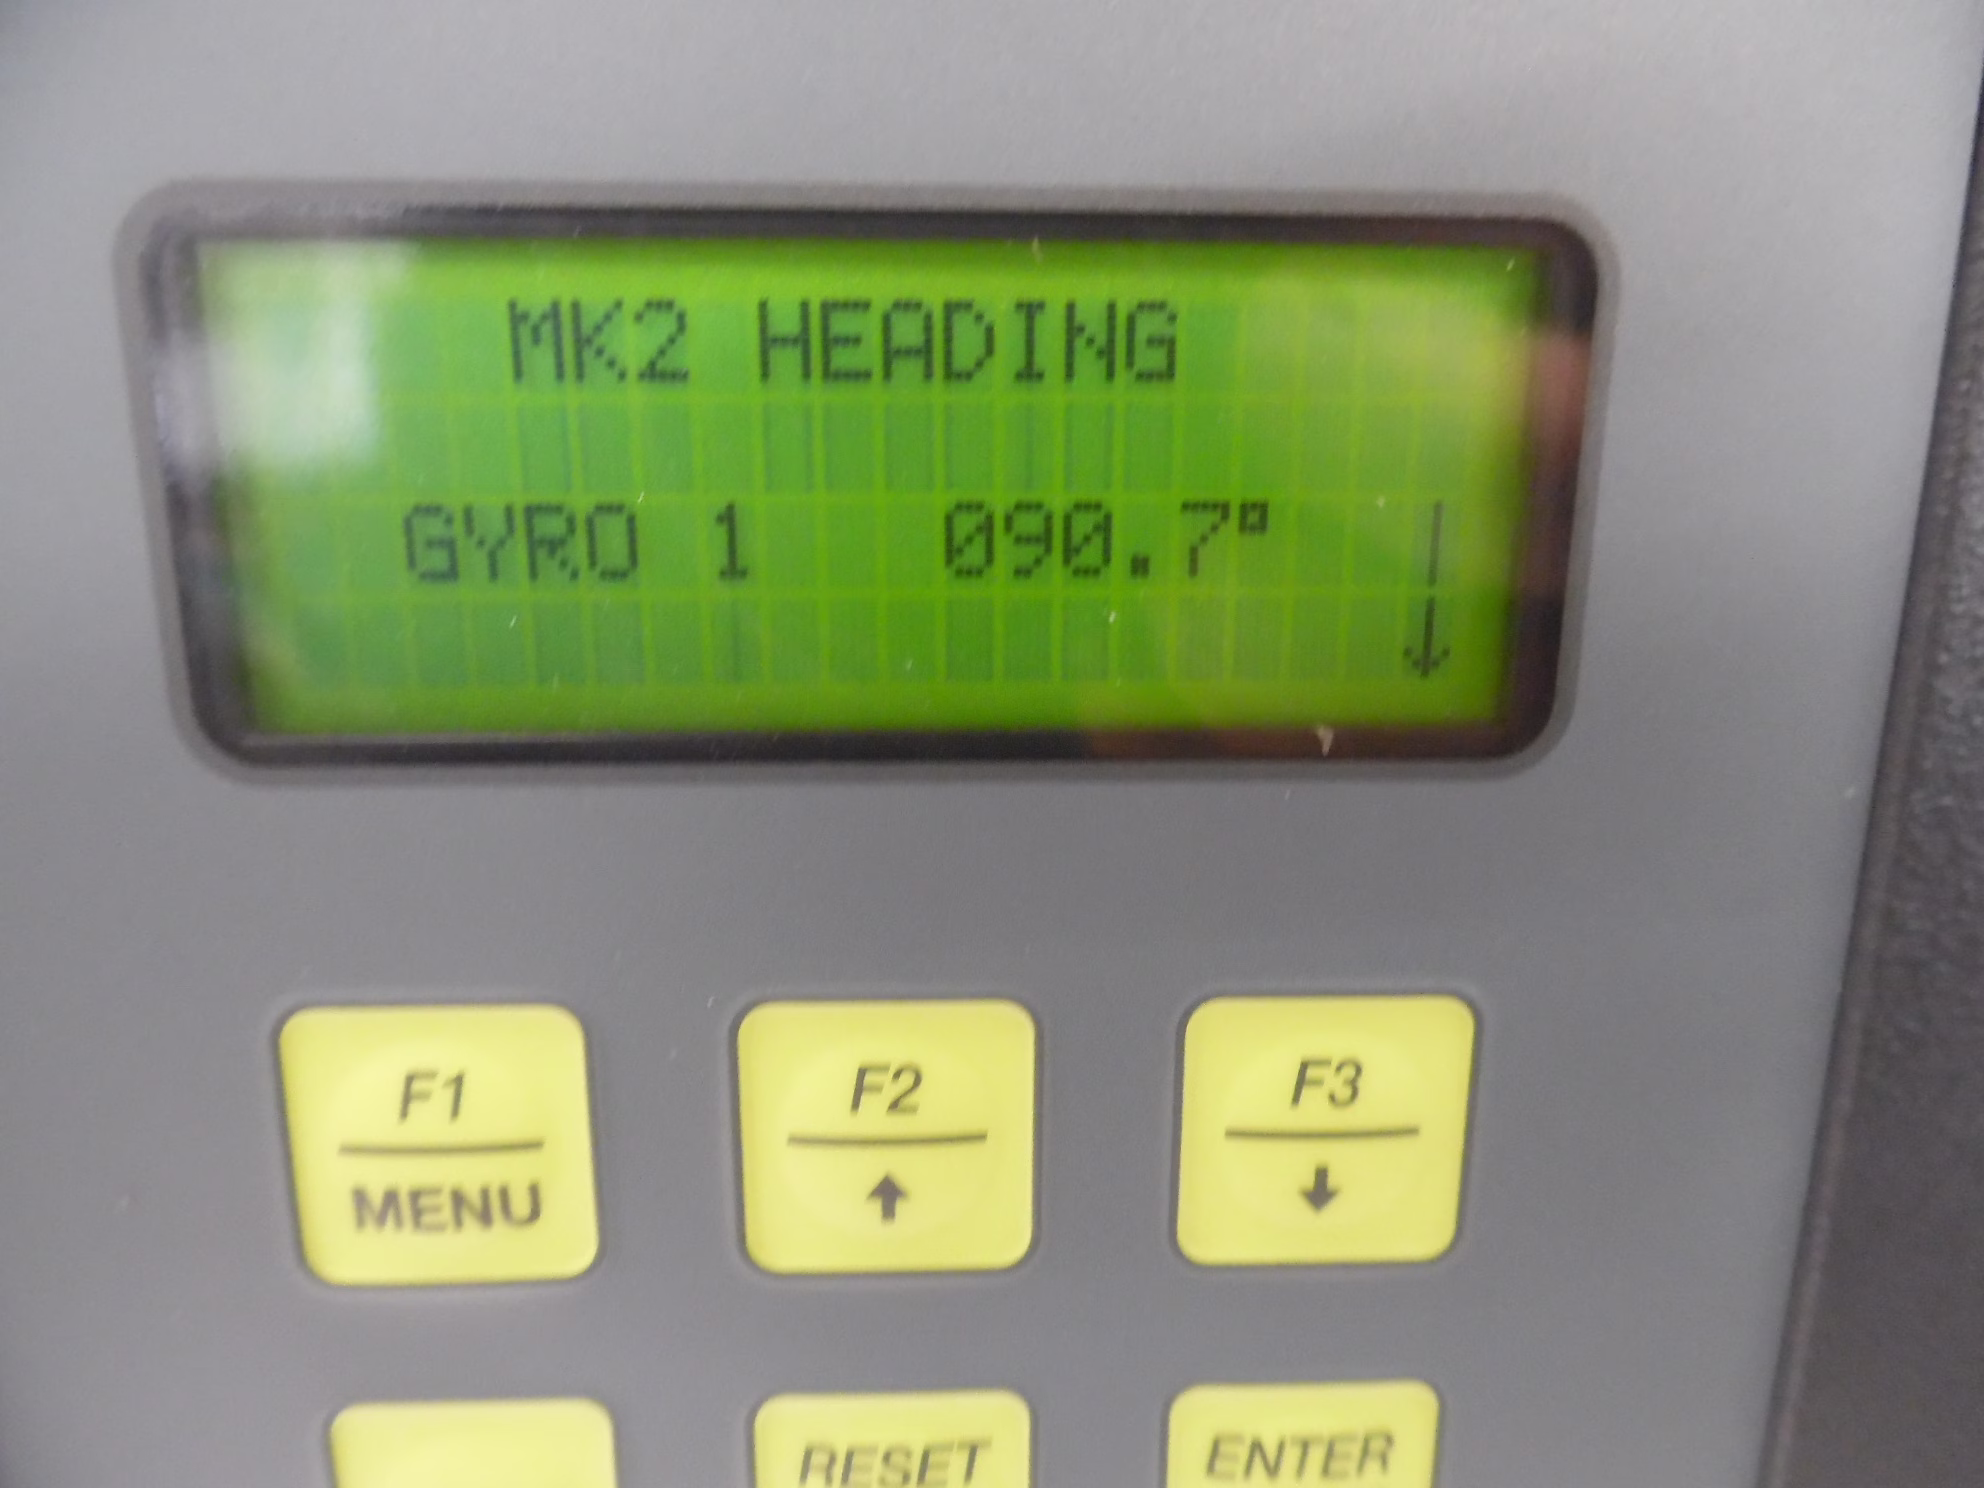 MK2 HEADING
GYRO 1 090.7°
↓
F1
MENU
F2
↑
F3
↓
RESET
ENTER